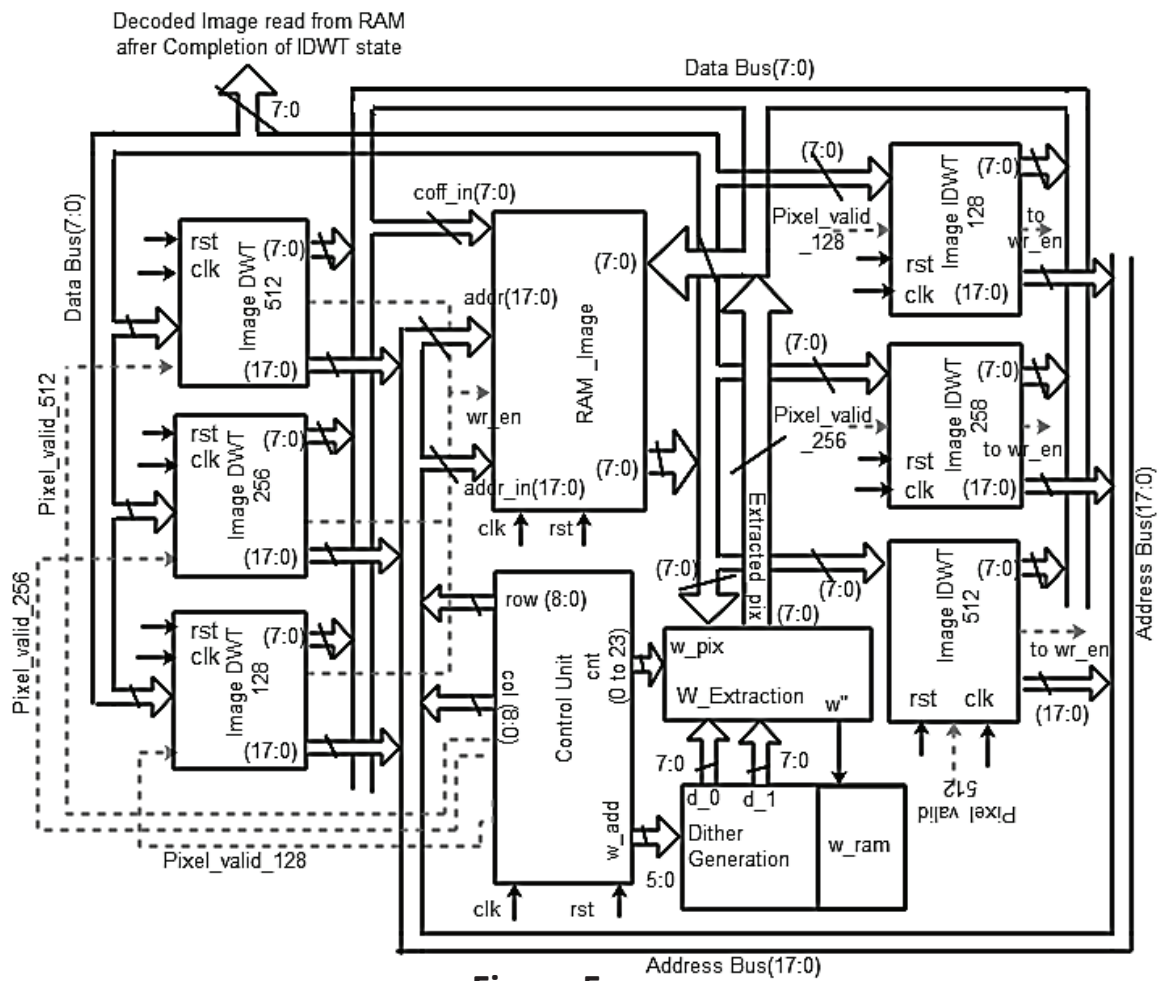 Decoded Image read from RAM
afrer Completion of IDWT state
7:0
Data Bus(7:0)
Data Bus(7:0)
rst
clk
(7:0)
Image DWT
512
(17:0)
Pixel_valid_512
rst
clk
(7:0)
Image DWT
256
(17:0)
Pixel_valid_256
rst
clk
(7:0)
Image DWT
128
(17:0)
Pixel_valid_128
coff_in(7:0)
(7:0)
addr(17:0)
RAM_Image
wr_en
(7:0)
addr_in(17:0)
clk
rst
row (8:0)
col (8:0)
Control Unit
cnt
(0 to 23)
w_add
5:0
clk
rst
Extracted_pix
(7:0)
(7:0)
w_pix
W_Extraction
w"
7:0
7:0
d_0
d_1
Dither
Generation
w_ram
(7:0)
Pixel_valid
_128
rst
clk
Image IDWT
128
(7:0)
to
wr_en
(17:0)
(7:0)
Pixel_valid
_256
rst
clk
Image IDWT
258
(7:0)
to wr_en
(17:0)
(7:0)
Image IDWT
512
(7:0)
to wr_en
rst
clk
(17:0)
Pixel valid
512
Address Bus(17:0)
Address Bus(17:0)